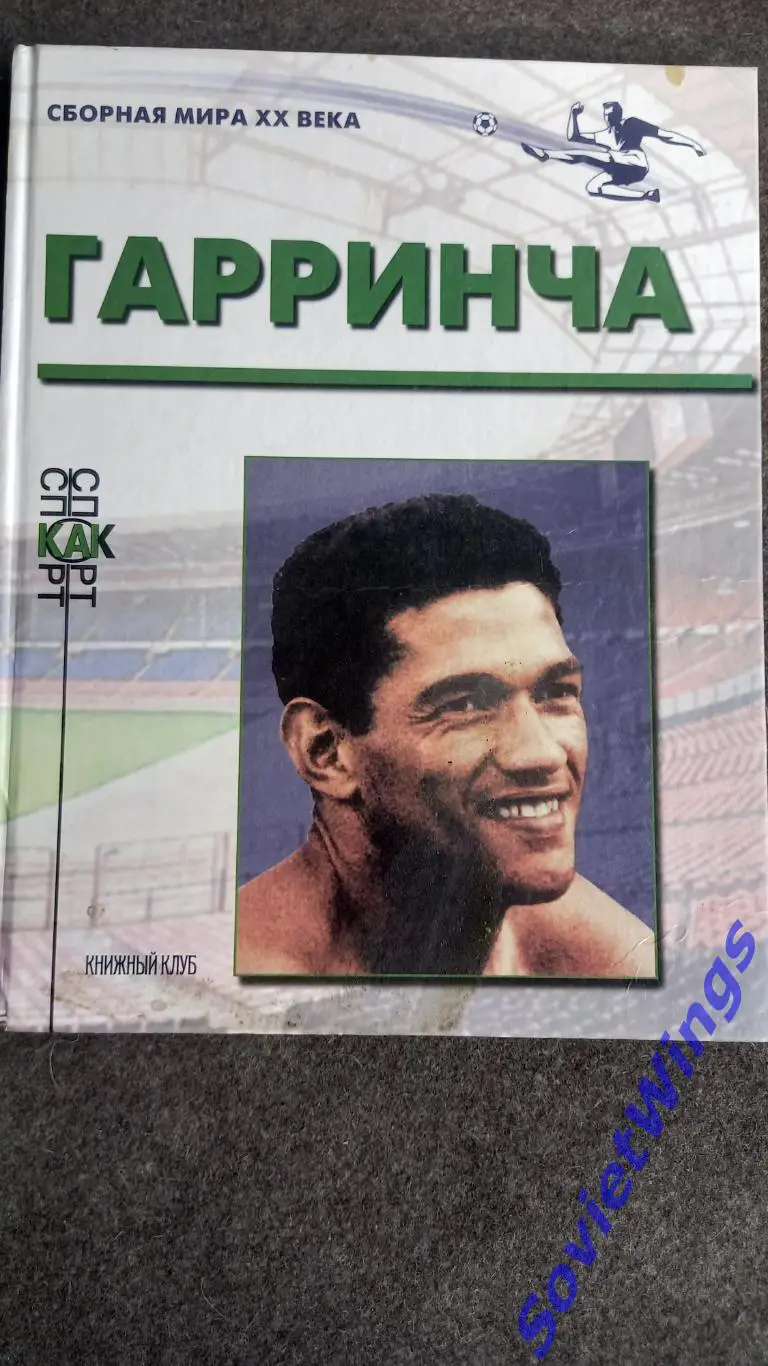 СБОРНАЯ МИРА XX ВЕКА
ГАРРИНЧА
СПОРТ
КАК
СПОРТ
КНИЖНЫЙ КЛУБ
SovietWings